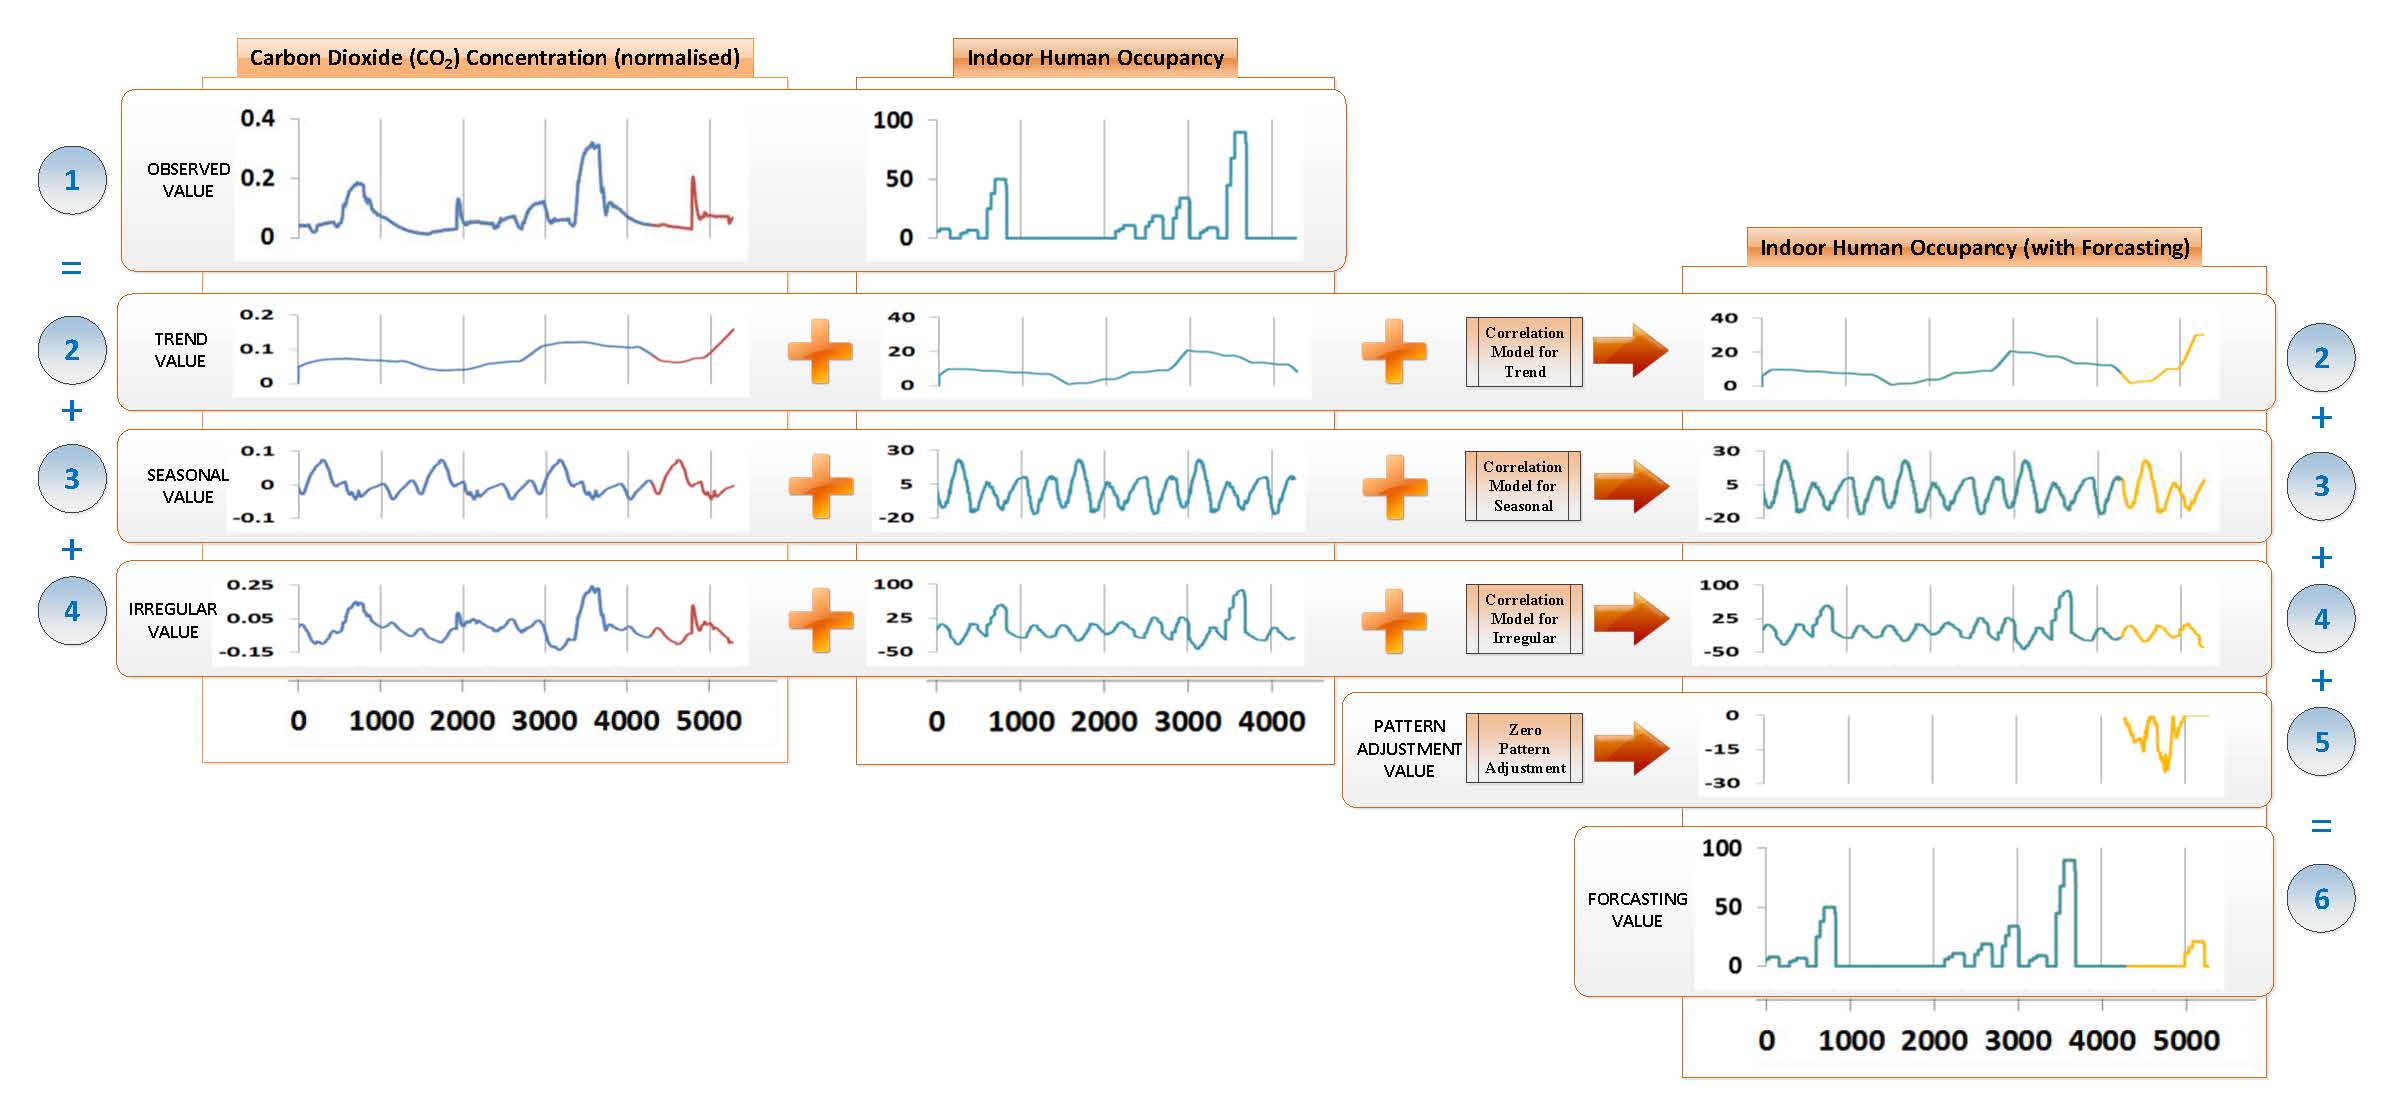 Carbon Dioxide (CO₂) Concentration (normalised)
Indoor Human Occupancy
1
OBSERVED
VALUE
0.4
0.2
0
100
50
0
=
Indoor Human Occupancy (with Forcasting)
2
TREND
VALUE
0.2
0.1
0
40
20
0
Correlation
Model for
Trend
40
20
0
2
+
+
3
SEASONAL
VALUE
0.1
0
-0.1
30
5
-20
Correlation
Model for
Seasonal
30
5
-20
3
+
+
4
IRREGULAR
VALUE
0.25
0.05
-0.15
100
25
-50
Correlation
Model for
Irregular
100
25
-50
4
+
0 1000 2000 3000 4000 5000
0 1000 2000 3000 4000
PATTERN
ADJUSTMENT
VALUE
Zero
Pattern
Adjustment
0
-15
-30
5
=
FORCASTING
VALUE
100
50
0
6
0 1000 2000 3000 4000 5000